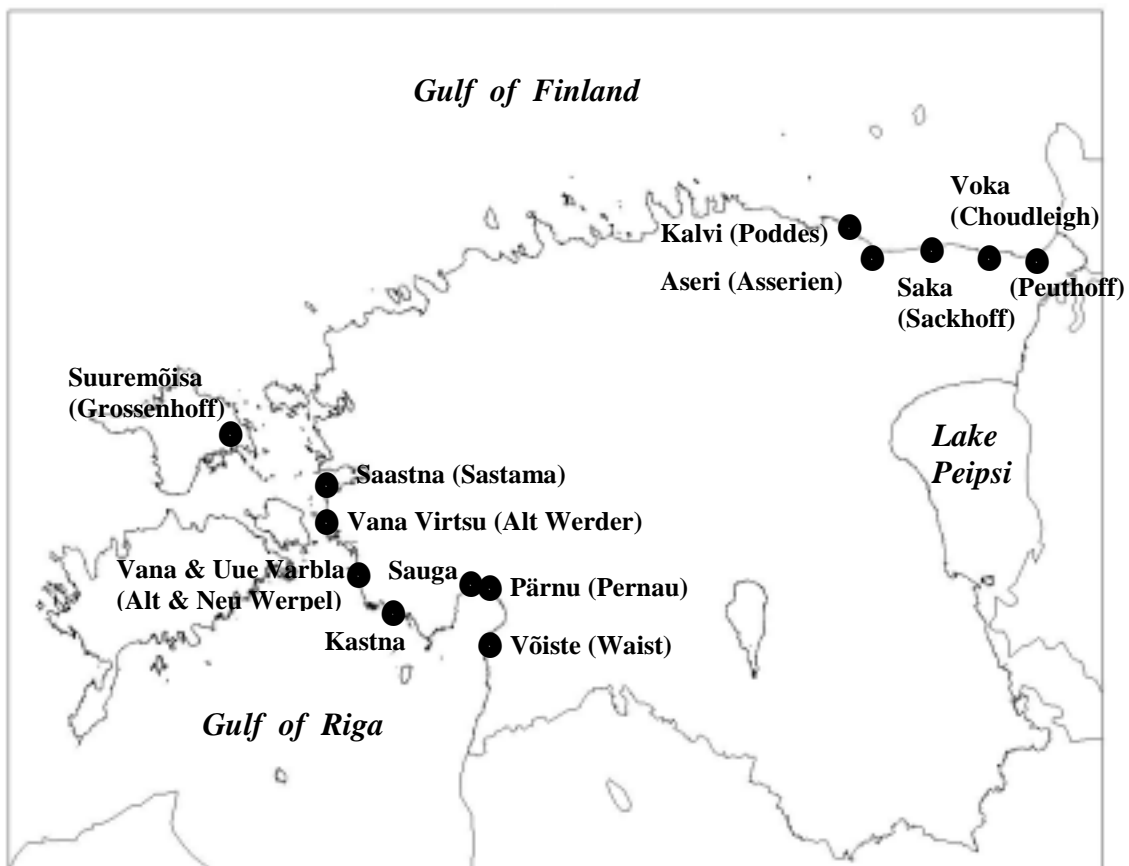 Gulf of Finland
Voka
(Choudleigh)
Kalvi (Poddes)
Aseri (Asserien)
Saka
(Sackhoff)
(Peuthoff)
Suuremõisa
(Grossenhoff)
Lake
Peipsi
Saastna (Sastama)
Vana Virtsu (Alt Werder)
Vana & Uue Varbla
(Alt & Neu Werpel)
Sauga
Pärnu (Pernau)
Kastna
Võiste (Waist)
Gulf of Riga